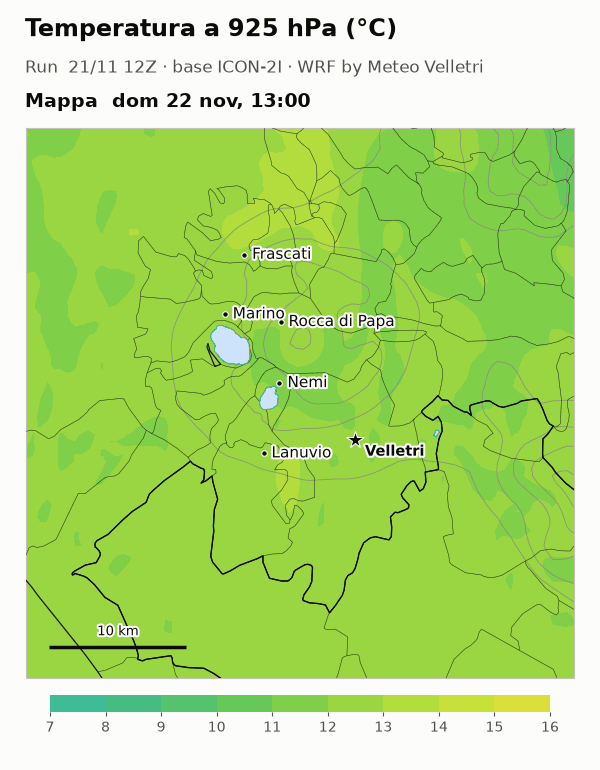 Temperatura a 925 hPa (°C)
Run  21/11 12Z · base ICON-2I · WRF by Meteo Velletri
Mappa  dom 22 nov, 13:00
Frascati
Marino
Rocca di Papa
Nemi
Velletri
Lanuvio
10 km
7 8 9 10 11 12 13 14 15 16